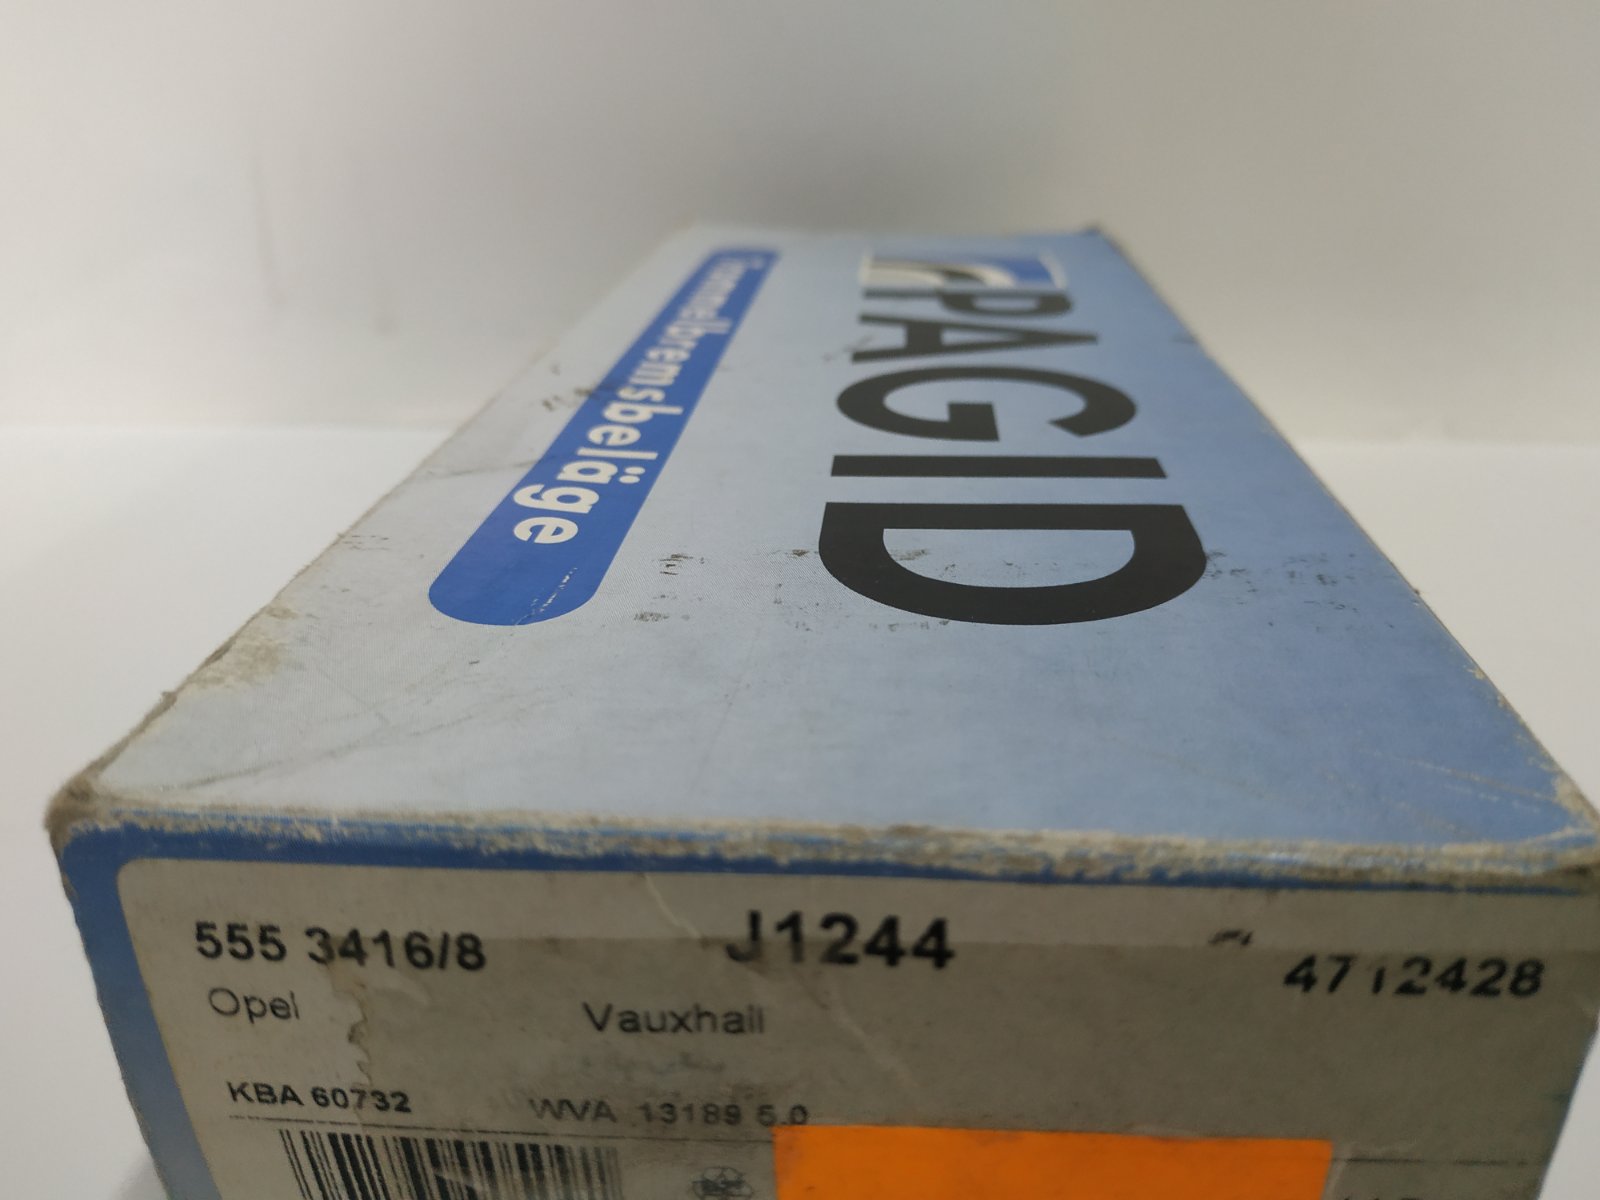 PAGID
Trommelbremsbeläge
555 3416/8 J1244 4712428
Opel Vauxhall
KBA 60732 WVA 13189 5.0